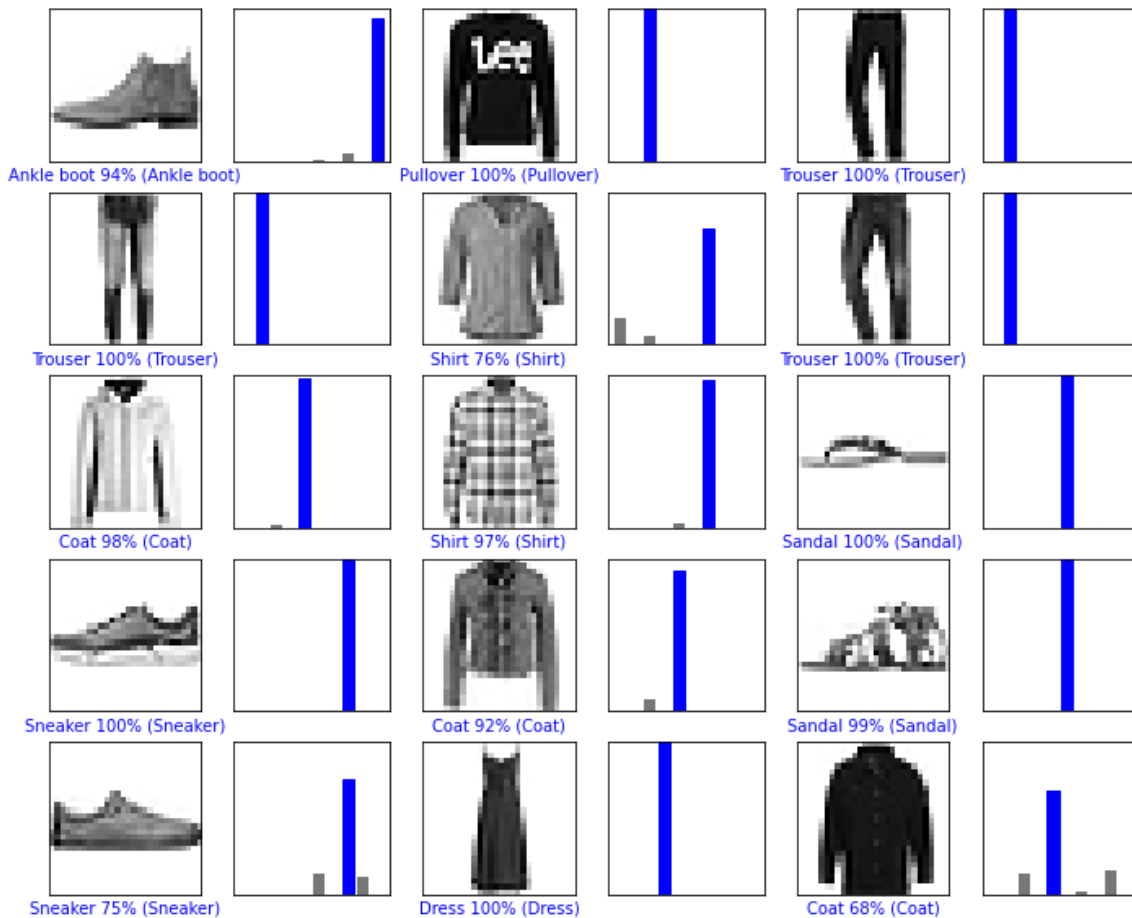 Lee
Ankle boot 94% (Ankle boot)
Pullover 100% (Pullover)
Trouser 100% (Trouser)
Trouser 100% (Trouser)
Shirt 76% (Shirt)
Trouser 100% (Trouser)
Coat 98% (Coat)
Shirt 97% (Shirt)
Sandal 100% (Sandal)
Sneaker 100% (Sneaker)
Coat 92% (Coat)
Sandal 99% (Sandal)
Sneaker 75% (Sneaker)
Dress 100% (Dress)
Coat 68% (Coat)